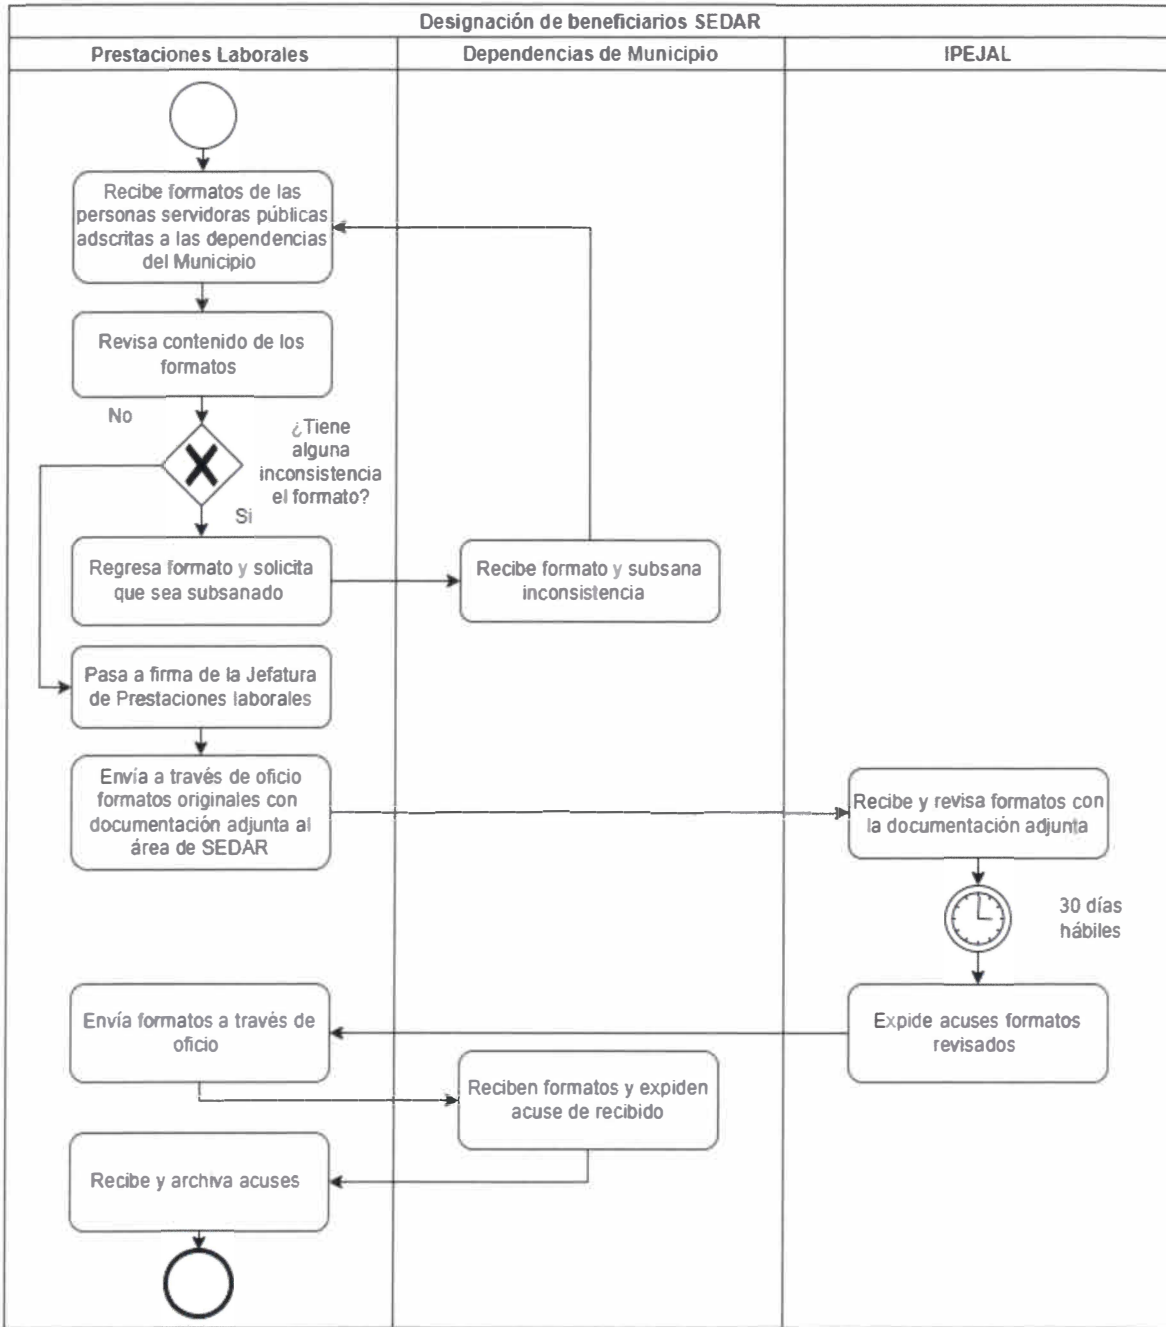 Designación de beneficiarios SEDAR
Prestaciones Laborales
Dependencias de Municipio
IPEJAL
Recibe formatos de las
personas servidoras públicas
adscritas a las dependencias
del Municipio
Revisa contenido de los
formatos
No
¿Tiene
alguna
inconsistencia
el formato?
Si
Regresa formato y solicita
que sea subsanado
Recibe formato y subsana
inconsistencia
Pasa a firma de la Jefatura
de Prestaciones laborales
Envía a través de oficio
formatos originales con
documentación adjunta al
área de SEDAR
Recibe y revisa formatos con
la documentación adjunta
30 días
hábiles
Envía formatos a través de
oficio
Expide acuses formatos
revisados
Reciben formatos y expiden
acuse de recibido
Recibe y archiva acuses